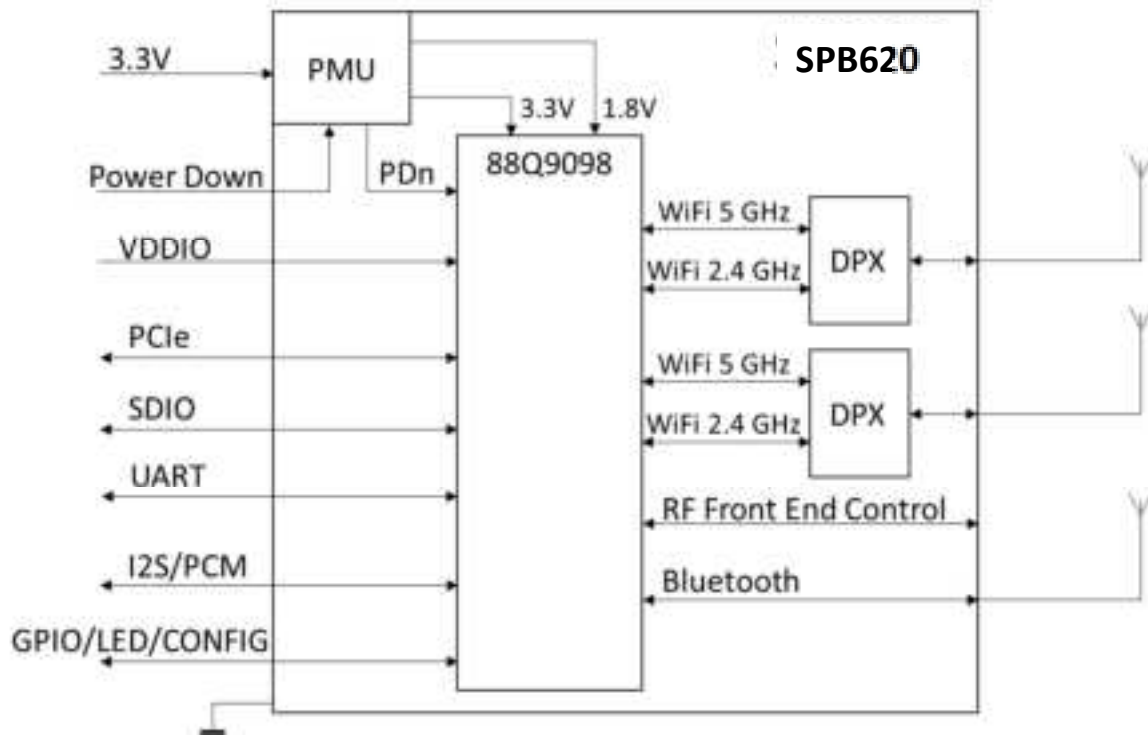 SPB620
3.3V
PMU
3.3V
1.8V
88Q9098
Power Down
PDn
WiFi 5 GHz
VDDIO
DPX
WiFi 2.4 GHz
PCIe
WiFi 5 GHz
SDIO
DPX
WiFi 2.4 GHz
UART
RF Front End Control
I2S/PCM
Bluetooth
GPIO/LED/CONFIG